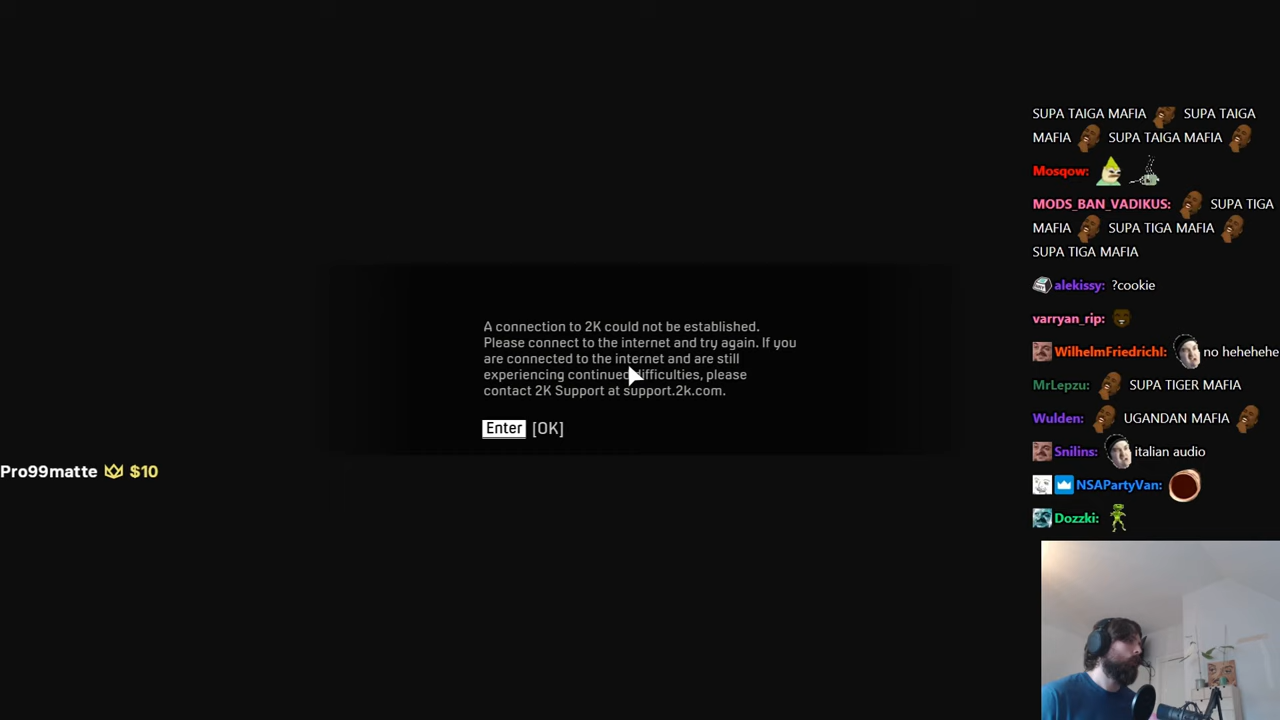 A connection to 2K could not be established.
Please connect to the internet and try again. If you
are connected to the internet and are still
experiencing continued difficulties, please
contact 2K Support at support.2k.com.
Enter [OK]
Pro99matte $10
SUPA TAIGA MAFIA SUPA TAIGA
MAFIA SUPA TAIGA MAFIA
Mosqow:
MODS_BAN_VADIKUS: SUPA TIGA
MAFIA SUPA TIGA MAFIA
SUPA TIGA MAFIA
alekissy: ?cookie
varryan_rip:
WilhelmFriedrichI: no hehehehe
MrLepzu: SUPA TIGER MAFIA
Wulden: UGANDAN MAFIA
Snilins: italian audio
NSAPartyVan:
Dozzki: